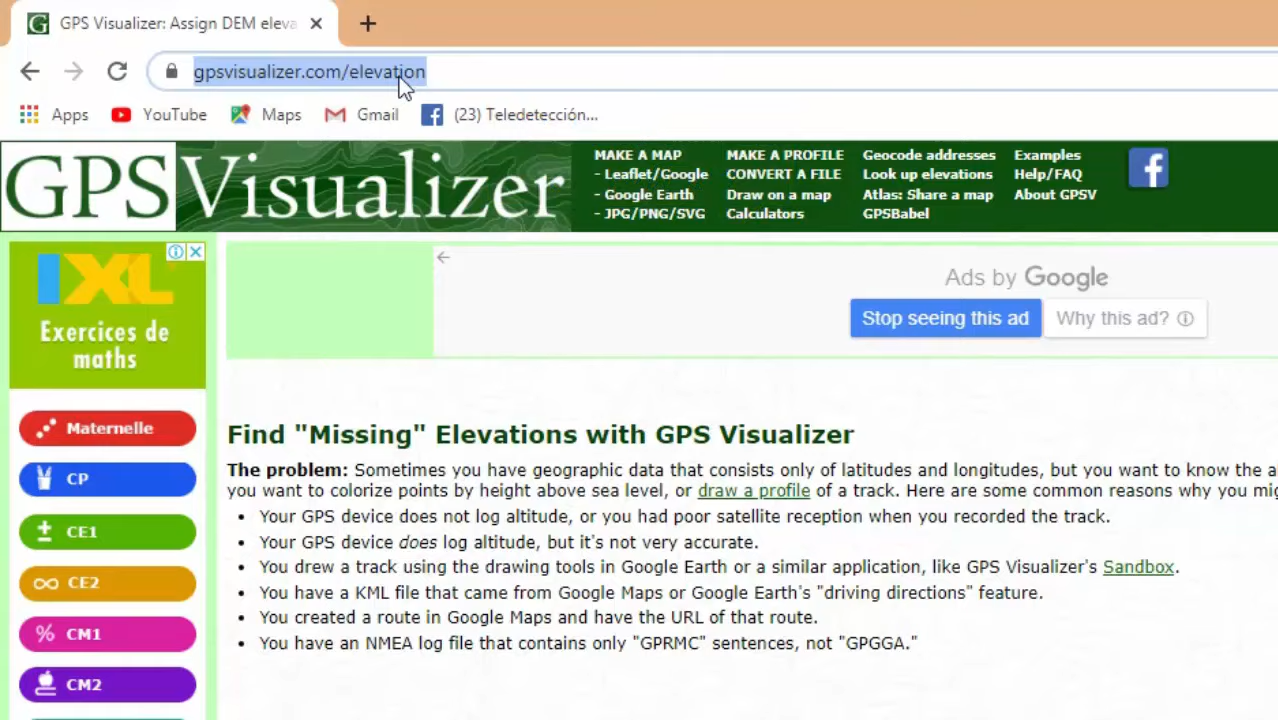 GPS Visualizer: Assign DEM eleva
gpsvisualizer.com/elevation
Apps YouTube Maps Gmail (23) Teledetección...
GPSVisualizer
MAKE A MAP
- Leaflet/Google
- Google Earth
- JPG/PNG/SVG
MAKE A PROFILE
CONVERT A FILE
Draw on a map
Calculators
Geocode addresses
Look up elevations
Atlas: Share a map
GPSBabel
Examples
Help/FAQ
About GPSV
IXL
Exercices de
maths
Maternelle
CP
CE1
CE2
CM1
CM2
Ads by Google
Stop seeing this ad Why this ad?
Find "Missing" Elevations with GPS Visualizer
The problem: Sometimes you have geographic data that consists only of latitudes and longitudes, but you want to know the a
you want to colorize points by height above sea level, or draw a profile of a track. Here are some common reasons why you mig
• Your GPS device does not log altitude, or you had poor satellite reception when you recorded the track.
• Your GPS device does log altitude, but it's not very accurate.
• You drew a track using the drawing tools in Google Earth or a similar application, like GPS Visualizer's Sandbox.
• You have a KML file that came from Google Maps or Google Earth's "driving directions" feature.
• You created a route in Google Maps and have the URL of that route.
• You have an NMEA log file that contains only "GPRMC" sentences, not "GPGGA."